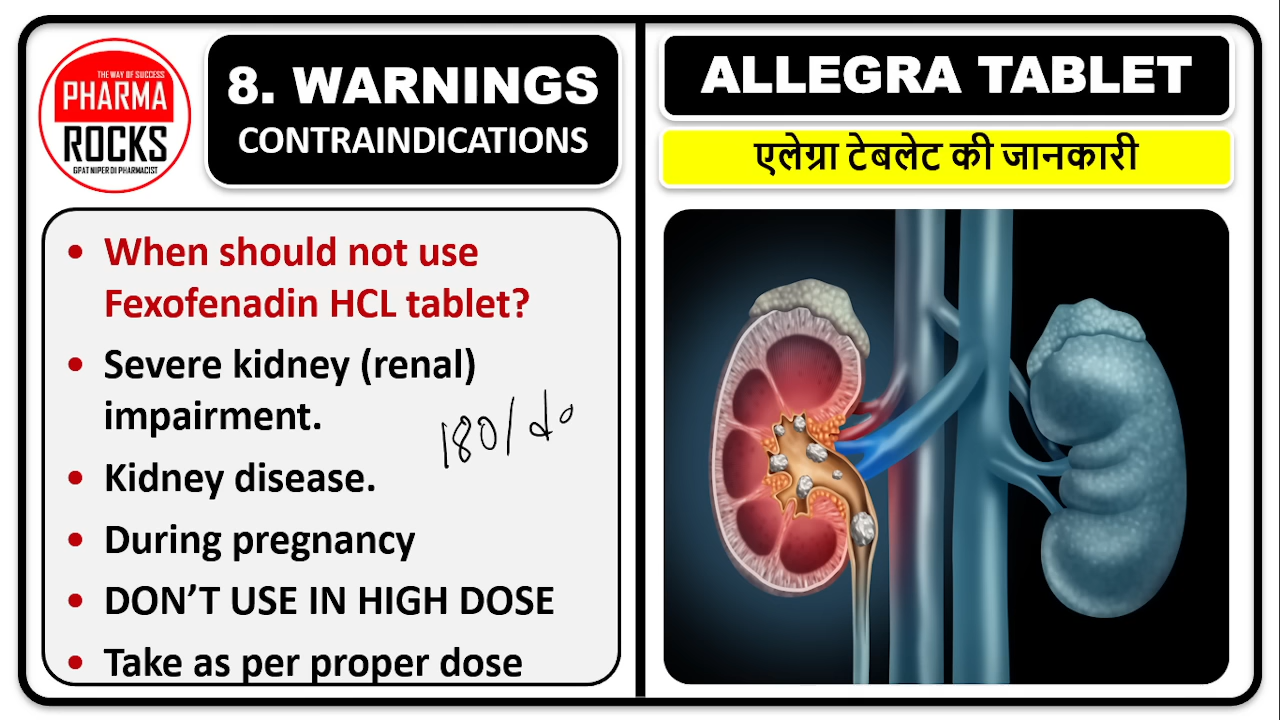 THE WAY OF SUCCESS
PHARMA
ROCKS
GPAT NIPER DI PHARMACIST
8. WARNINGS
CONTRAINDICATIONS
ALLEGRA TABLET
एलेग्रा टेबलेट की जानकारी
• When should not use
Fexofenadin HCL tablet?
• Severe kidney (renal)
impairment.
180/do
• Kidney disease.
• During pregnancy
• DON’T USE IN HIGH DOSE
• Take as per proper dose